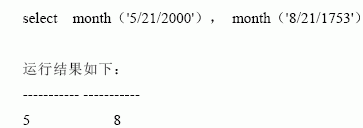 select month（'5/21/2000'）， month（'8/21/1753'）
运行结果如下：
----------- -----------
5 8